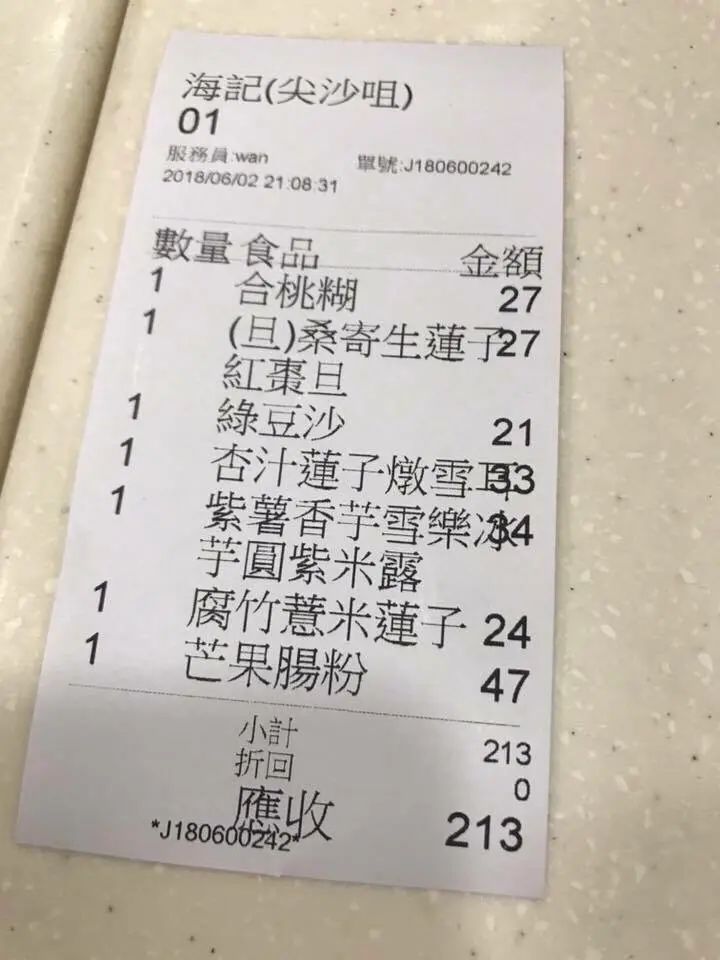 海記(尖沙咀)
01
服務員:wan 單號:J180600242
2018/06/02 21:08:31
數量 食品 金額
1 合桃糊 27
1 (旦)桑寄生蓮子 27
紅棗旦
1 綠豆沙 21
1 杏汁蓮子燉雪耳 33
1 紫薯香芋雪樂冰 34
芋圓紫米露
1 腐竹薏米蓮子 24
1 芒果腸粉 47
小計 213
折回 0
應收 213
*J180600242*